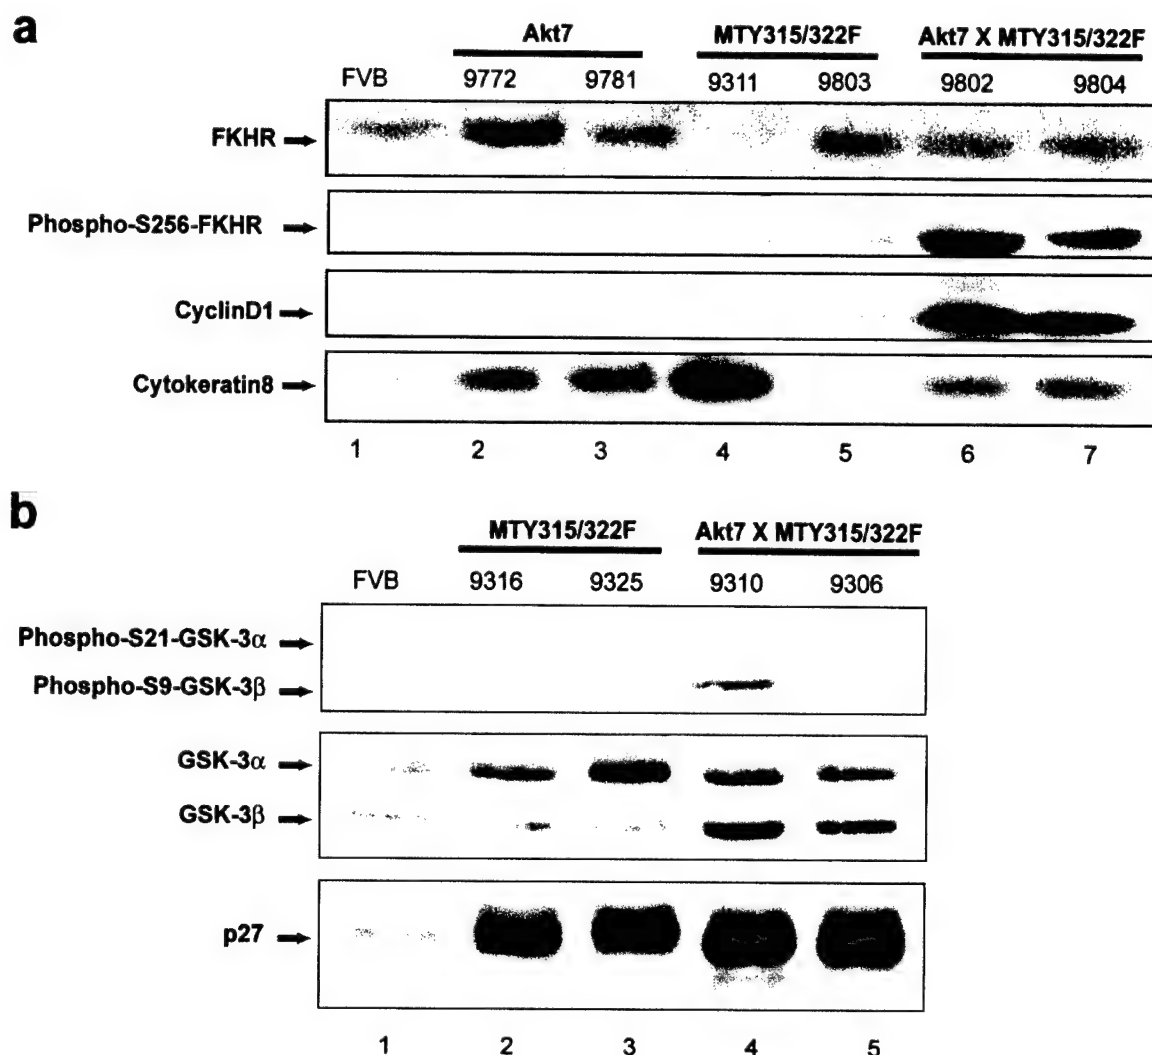 a
Akt7 MTY315/322F Akt7 X MTY315/322F
FVB 9772 9781 9311 9803 9802 9804
FKHR
Phospho-S256-FKHR
CyclinD1
Cytokeratin8
1 2 3 4 5 6 7
b
MTY315/322F Akt7 X MTY315/322F
FVB 9316 9325 9310 9306
Phospho-S21-GSK-3α
Phospho-S9-GSK-3β
GSK-3α
GSK-3β
p27
1 2 3 4 5